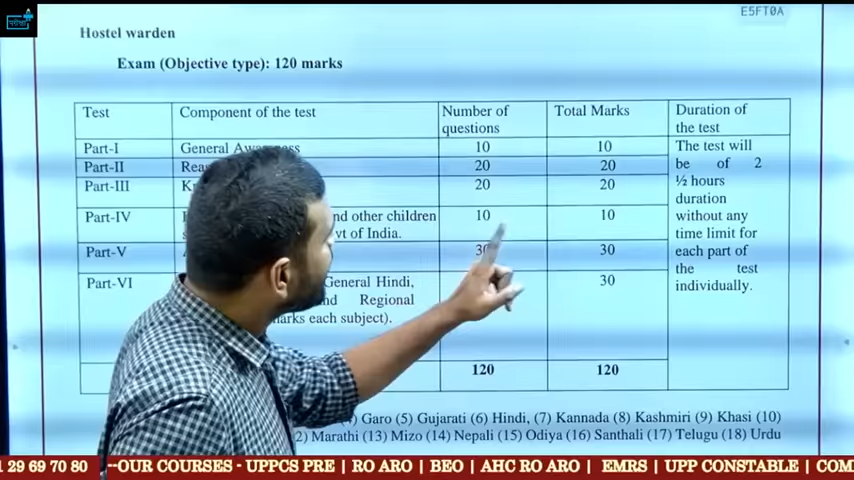 परीक्षा
E5FT0A
Hostel warden
Exam (Objective type): 120 marks
Test Component of the test Number of questions Total Marks Duration of the test
Part-I General Awareness 10 10 The test will
Part-II 20 20 be of 2
Part-III 20 20 ½ hours
duration
Part-IV and other children 10 10 without any
vt of India. time limit for
Part-V 30 30 each part of
the test
Part-VI General Hindi, 30 individually.
and Regional
marks each subject).
120 120
Garo (5) Gujarati (6) Hindi, (7) Kannada (8) Kashmiri (9) Khasi (10)
Marathi (13) Mizo (14) Nepali (15) Odiya (16) Santhali (17) Telugu (18) Urdu
1 29 69 70 80 --OUR COURSES - UPPCS PRE | RO ARO | BEO | AHC RO ARO | EMRS | UPP CONSTABLE | COM